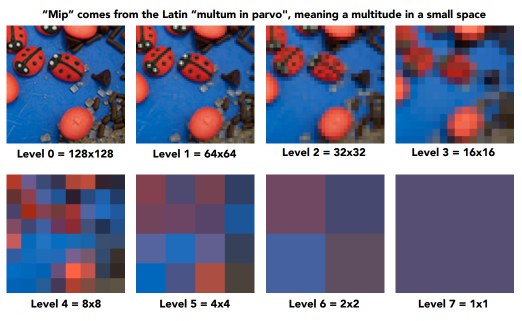 “Mip” comes from the Latin “multum in parvo", meaning a multitude in a small space
Level 0 = 128x128
Level 1 = 64x64
Level 2 = 32x32
Level 3 = 16x16
Level 4 = 8x8
Level 5 = 4x4
Level 6 = 2x2
Level 7 = 1x1